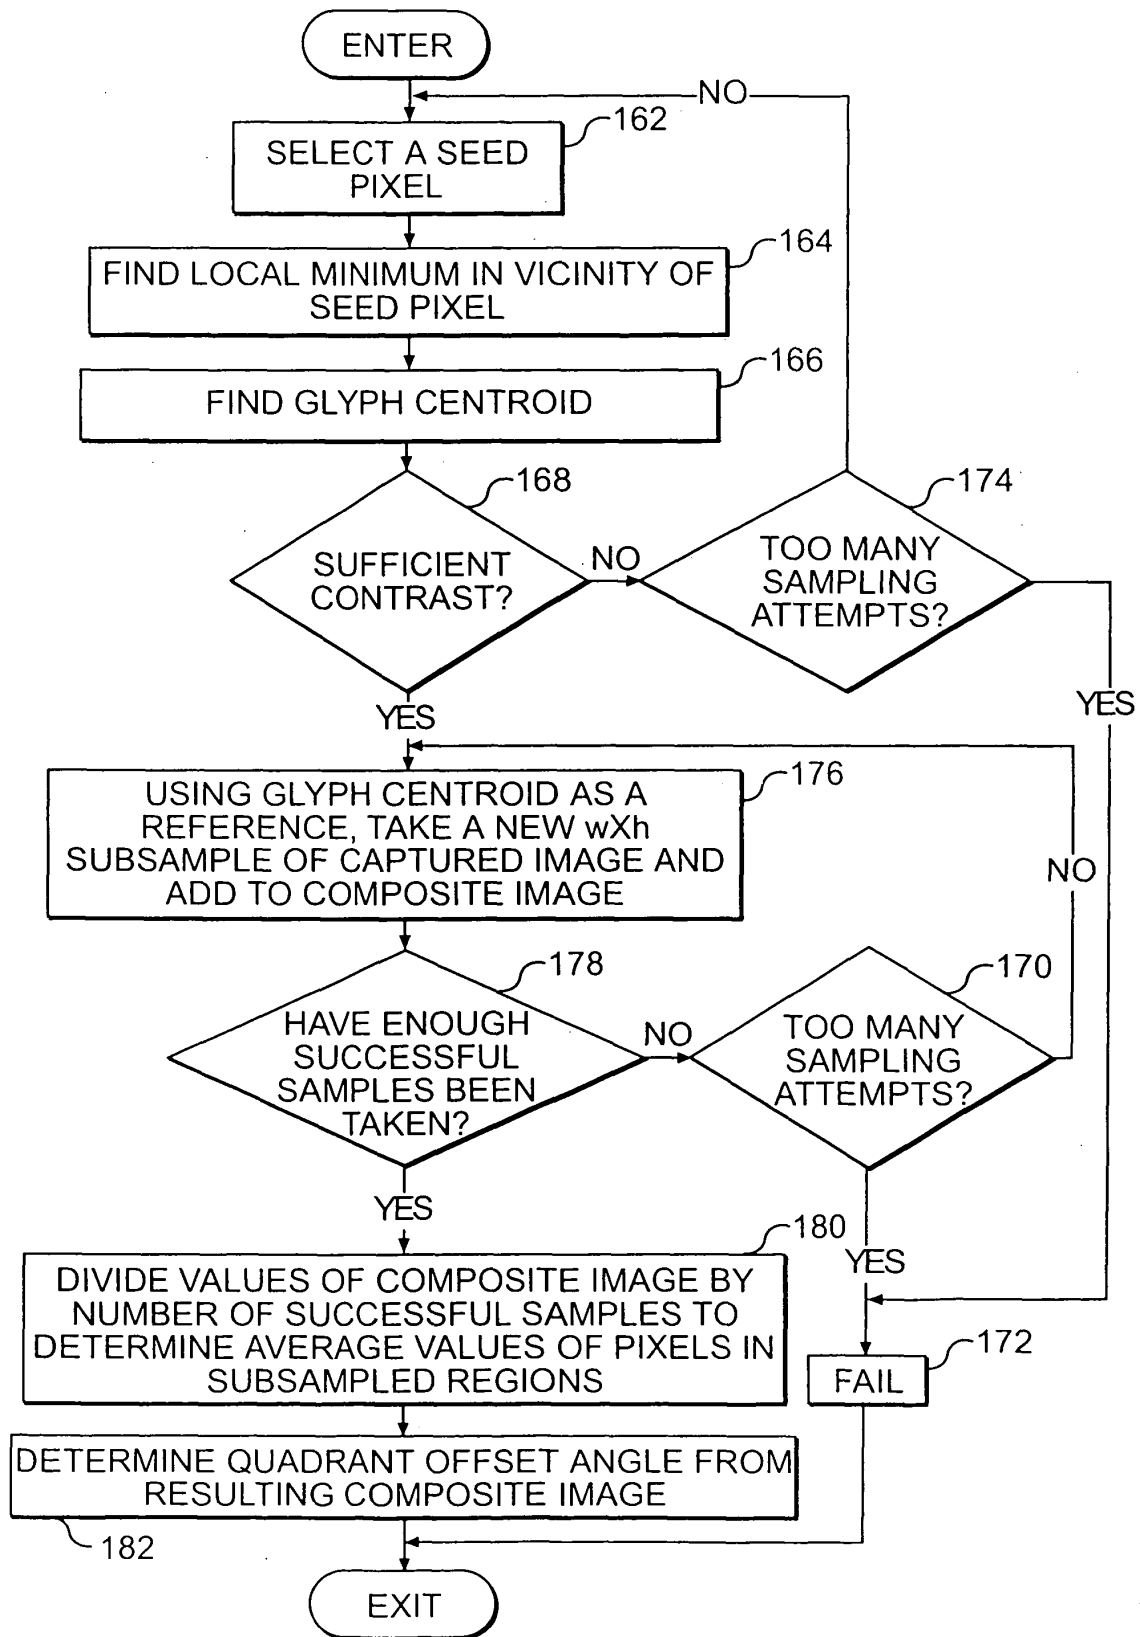 ENTER
NO
162
SELECT A SEED
PIXEL
164
FIND LOCAL MINIMUM IN VICINITY OF
SEED PIXEL
166
FIND GLYPH CENTROID
168
174
SUFFICIENT
CONTRAST?
NO
TOO MANY
SAMPLING
ATTEMPTS?
YES
YES
176
USING GLYPH CENTROID AS A
REFERENCE, TAKE A NEW wXh
SUBSAMPLE OF CAPTURED IMAGE AND
ADD TO COMPOSITE IMAGE
NO
178
170
HAVE ENOUGH
SUCCESSFUL
SAMPLES BEEN
TAKEN?
NO
TOO MANY
SAMPLING
ATTEMPTS?
YES
YES
180
DIVIDE VALUES OF COMPOSITE IMAGE BY
NUMBER OF SUCCESSFUL SAMPLES TO
DETERMINE AVERAGE VALUES OF PIXELS IN
SUBSAMPLED REGIONS
172
FAIL
DETERMINE QUADRANT OFFSET ANGLE FROM
RESULTING COMPOSITE IMAGE
182
EXIT